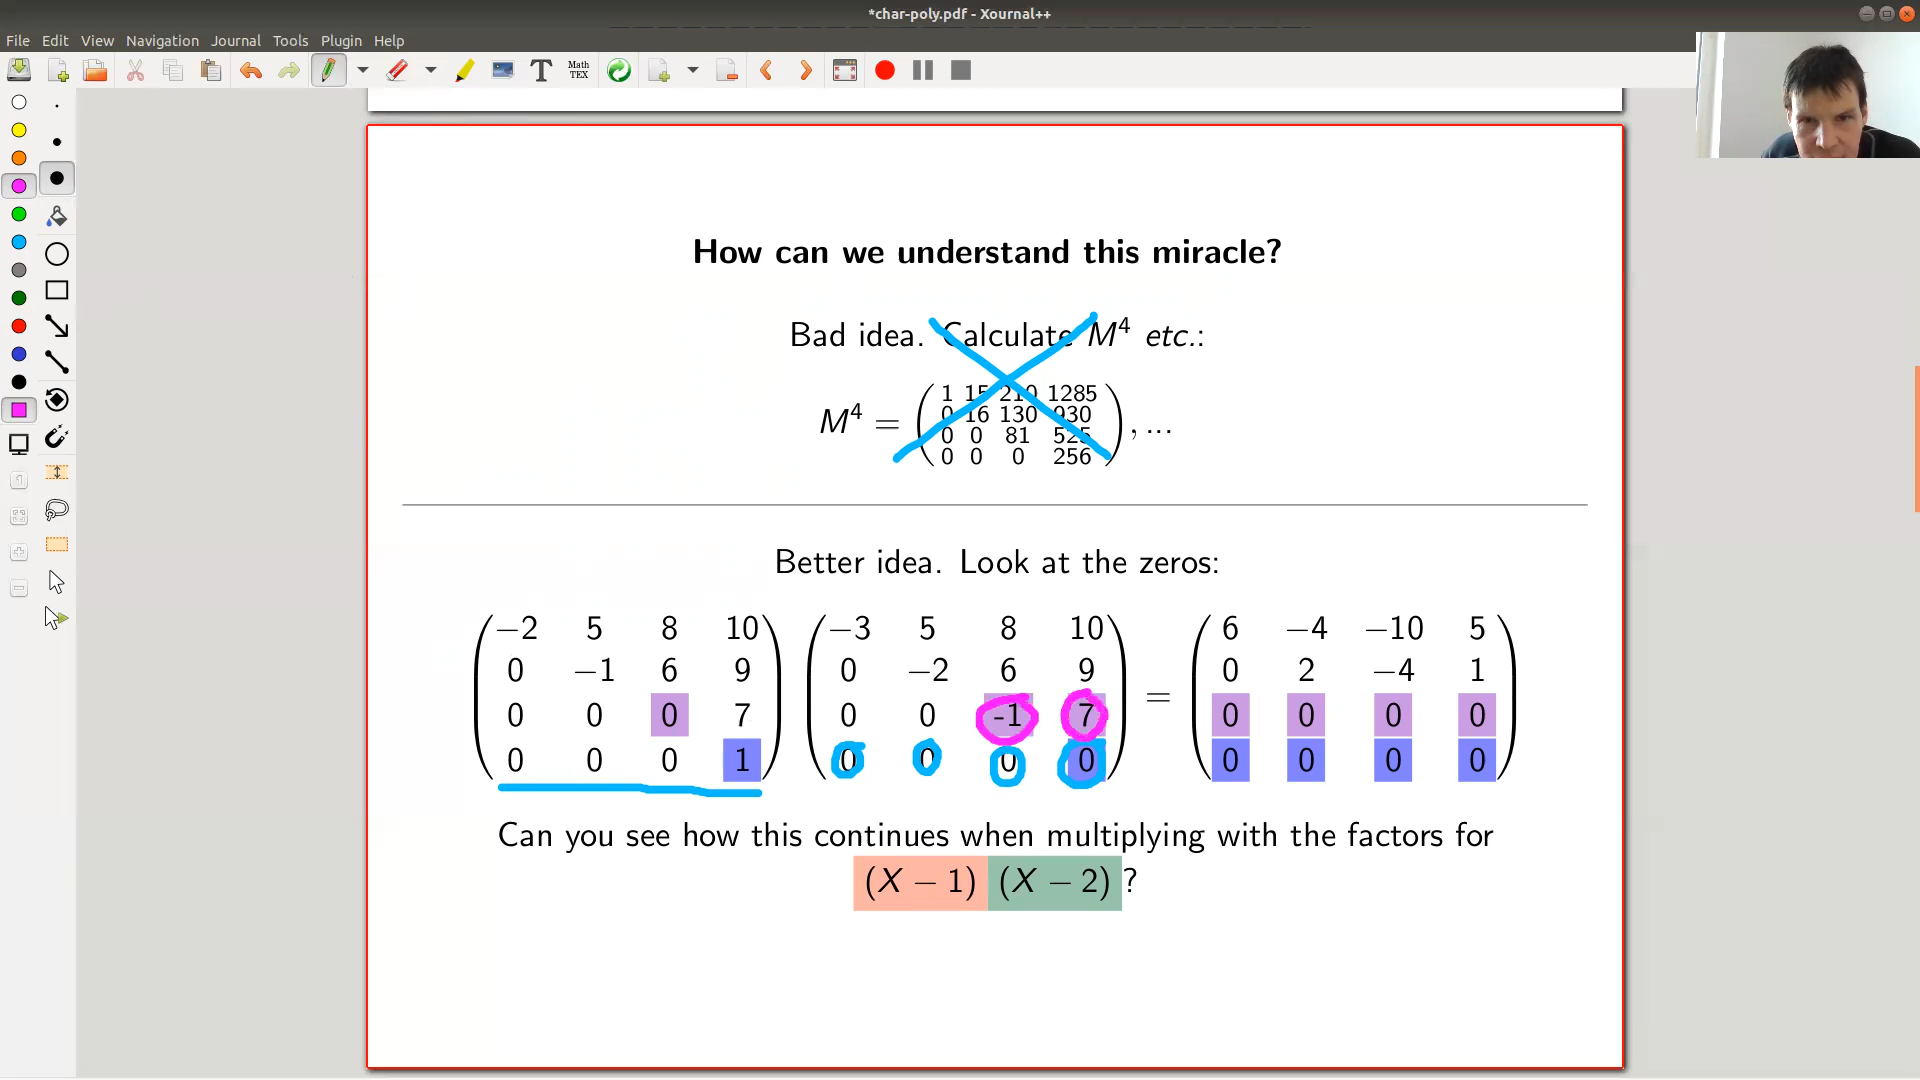 *char-poly.pdf - Xournal++
File Edit View Navigation Journal Tools Plugin Help
T Math TEX
How can we understand this miracle?
Bad idea. Calculate M⁴ etc.:
1 15 210 1285
M⁴ = 0 16 130 930 , ...
0 0 81 525
0 0 0 256
Better idea. Look at the zeros:
−2 5 8 10 −3 5 8 10 6 −4 −10 5
0 −1 6 9 0 −2 6 9 0 2 −4 1
0 0 0 7 0 0 -1 7 = 0 0 0 0
0 0 0 1 0 0 0 0 0 0 0 0
Can you see how this continues when multiplying with the factors for
(X − 1) (X − 2) ?